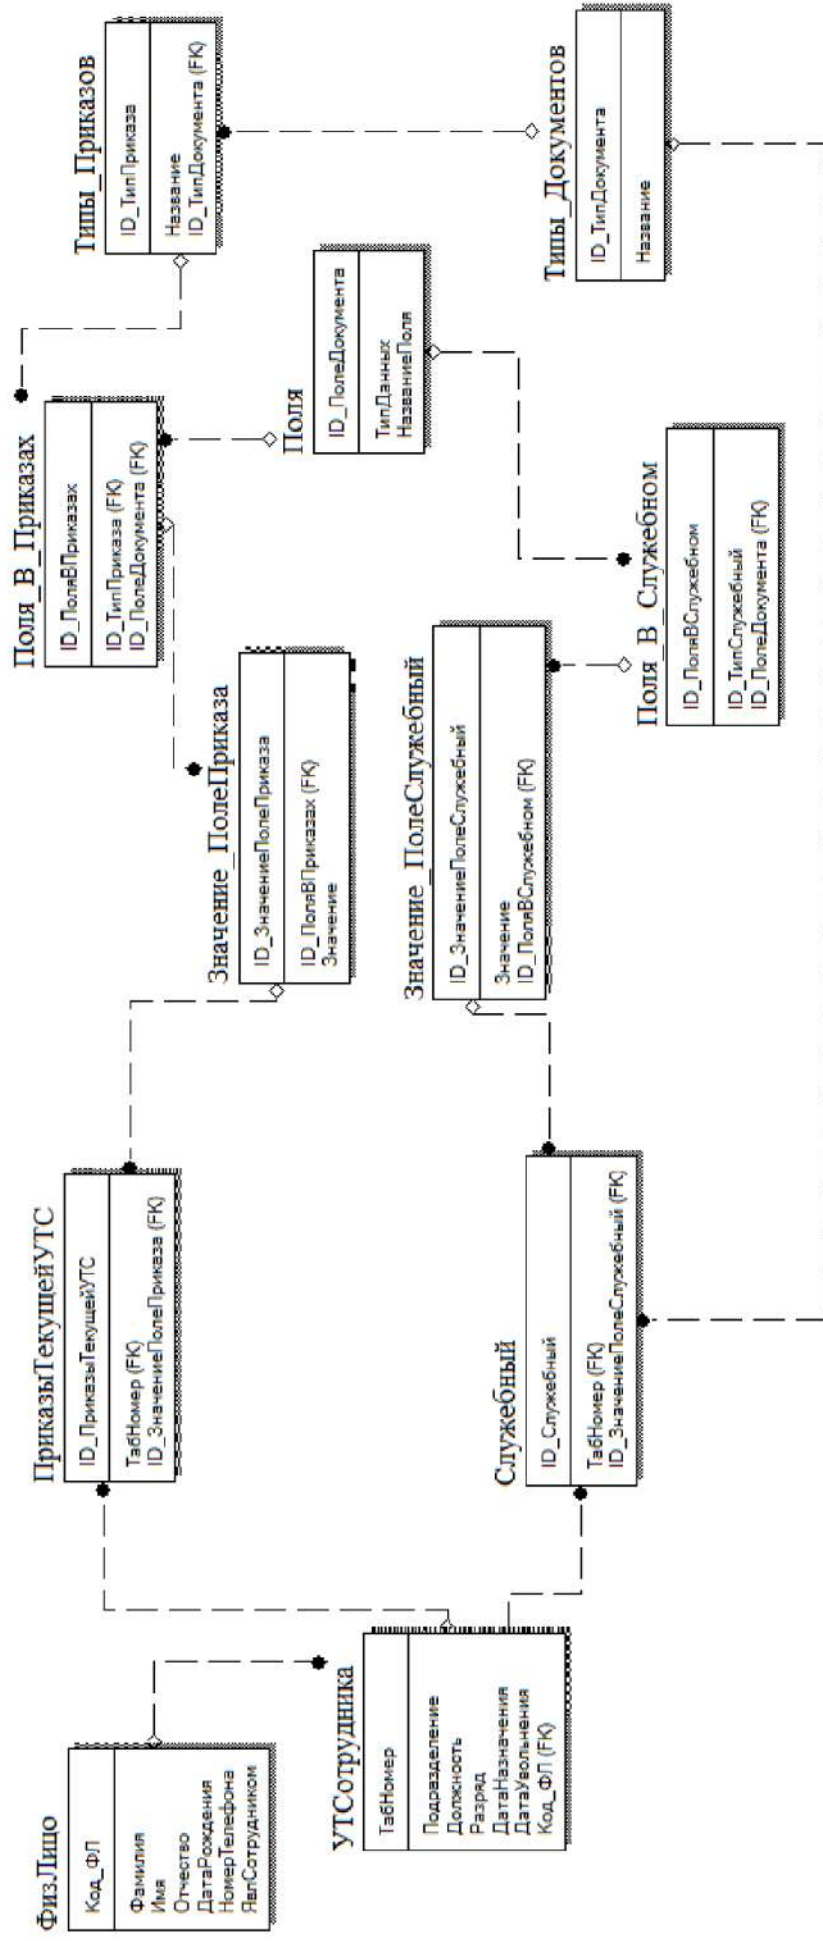 ФизЛицо
Код_ФЛ
Фамилия
Имя
Отчество
ДатаРождения
НомерТелефона
ЯвлСотрудником
УТСотрудника
ТабНомер
Подразделение
Должность
Разряд
ДатаНазначения
ДатаУвольнения
Код_ФЛ (FK)
ПриказыТекущейУТС
ID_ПриказыТекущейУТС
ТабНомер (FK)
ID_ЗначениеПолеПриказа (FK)
Служебный
ID_Служебный
ТабНомер (FK)
ID_ЗначениеПолеСлужебный (FK)
Значение_ПолеПриказа
ID_ЗначениеПолеПриказа
ID_ПоляВПриказах (FK)
Значение
Значение_ПолеСлужебный
ID_ЗначениеПолеСлужебный
Значение
ID_ПоляВСлужебном (FK)
Поля_В_Приказах
ID_ПоляВПриказах
ID_ТипПриказа (FK)
ID_ПолеДокумента (FK)
Поля_В_Служебном
ID_ПоляВСлужебном
ID_ТипСлужебный
ID_ПолеДокумента (FK)
Поля
ID_ПолеДокумента
ТипДанных
НазваниеПоля
Типы_Приказов
ID_ТипПриказа
Название
ID_ТипДокумента (FK)
Типы_Документов
ID_ТипДокумента
Название